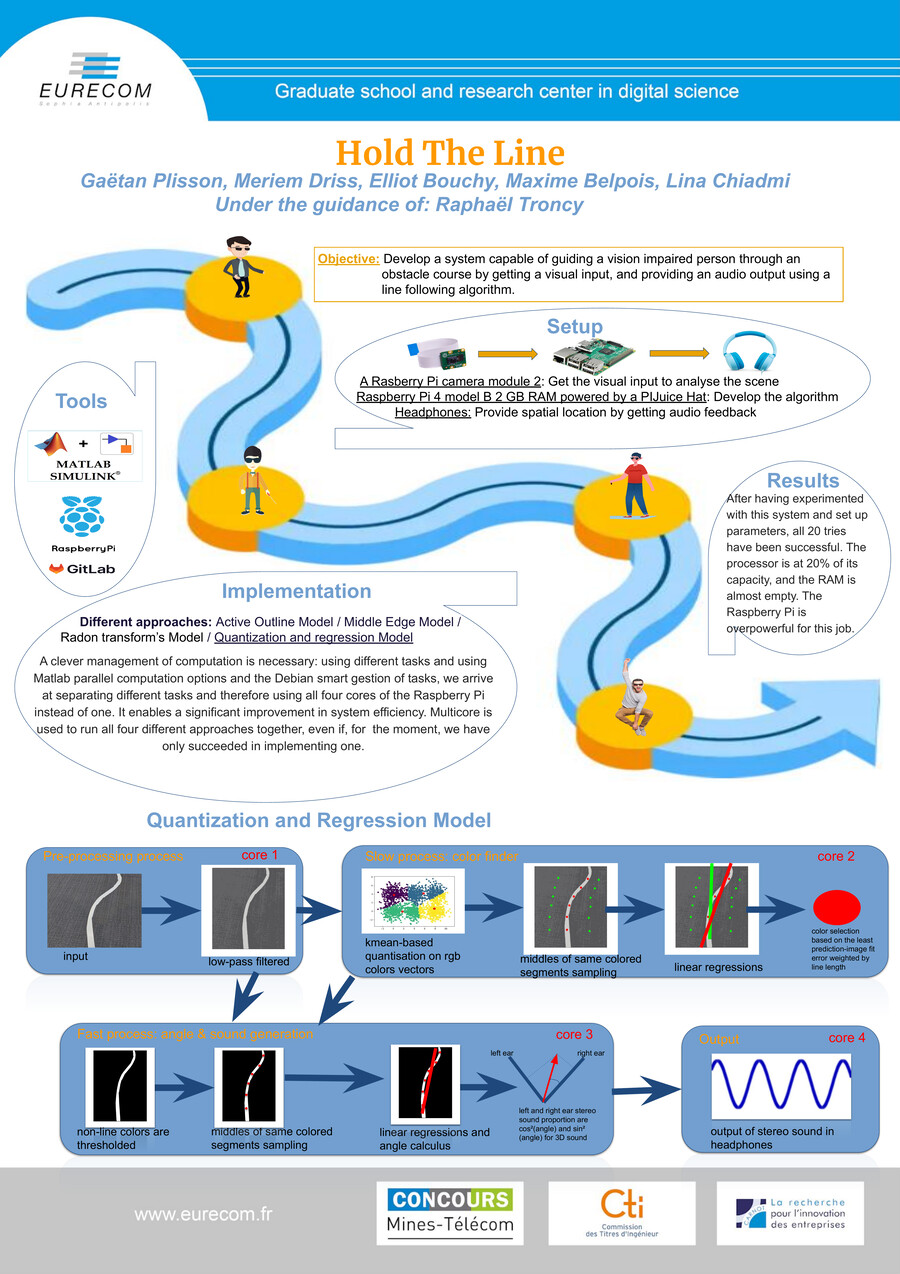 EURECOM
Sophia Antipolis
Graduate school and research center in digital science
Hold The Line
Gaëtan Plisson, Meriem Driss, Elliot Bouchy, Maxime Belpois, Lina Chiadmi
Under the guidance of: Raphaël Troncy
Objective: Develop a system capable of guiding a vision impaired person through an
obstacle course by getting a visual input, and providing an audio output using a
line following algorithm.
Setup
A Rasberry Pi camera module 2: Get the visual input to analyse the scene
Raspberry Pi 4 model B 2 GB RAM powered by a PIJuice Hat: Develop the algorithm
Headphones: Provide spatial location by getting audio feedback
Tools
+
MATLAB
SIMULINK®
RaspberryPi
GitLab
Results
After having experimented
with this system and set up
parameters, all 20 tries
have been successful. The
processor is at 20% of its
capacity, and the RAM is
almost empty. The
Raspberry Pi is
overpowerful for this job.
Implementation
Different approaches: Active Outline Model / Middle Edge Model /
Radon transform's Model / Quantization and regression Model
A clever management of computation is necessary: using different tasks and using
Matlab parallel computation options and the Debian smart gestion of tasks, we arrive
at separating different tasks and therefore using all four cores of the Raspberry Pi
instead of one. It enables a significant improvement in system efficiency. Multicore is
used to run all four different approaches together, even if, for the moment, we have
only succeeded in implementing one.
Quantization and Regression Model
Pre-processing process
core 1
input
low-pass filtered
Slow process: color finder
core 2
kmean-based
quantisation on rgb
colors vectors
middles of same colored
segments sampling
linear regressions
color selection
based on the least
prediction-image fit
error weighted by
line length
Fast process: angle & sound generation
core 3
non-line colors are
thresholded
middles of same colored
segments sampling
linear regressions and
angle calculus
left ear
right ear
left and right ear stereo
sound proportion are
cos²(angle) and sin²
(angle) for 3D sound
Output
core 4
output of stereo sound in
headphones
www.eurecom.fr
CONCOURS
Mines-Télécom
Cti
Commission
des Titres d'Ingénieur
CARNOT
La recherche
pour l'innovation
des entreprises